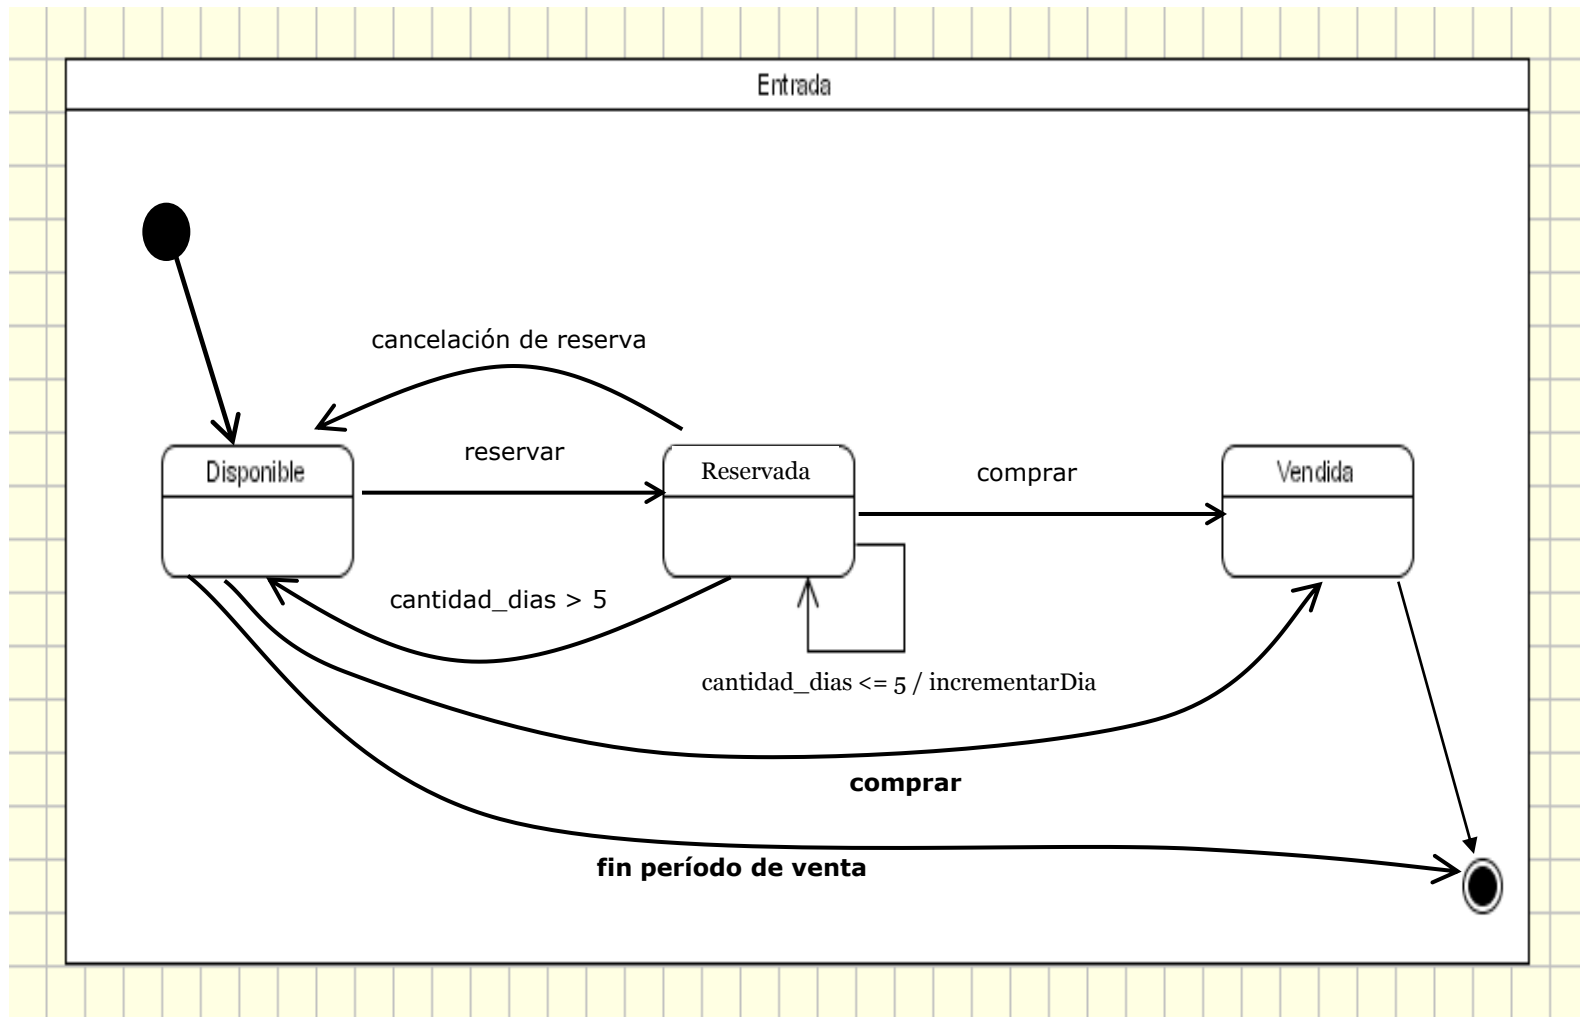 Entrada
cancelación de reserva
reservar
Disponible
Reservada
comprar
Vendida
cantidad_dias > 5
cantidad_dias <= 5 / incrementarDia
comprar
fin período de venta